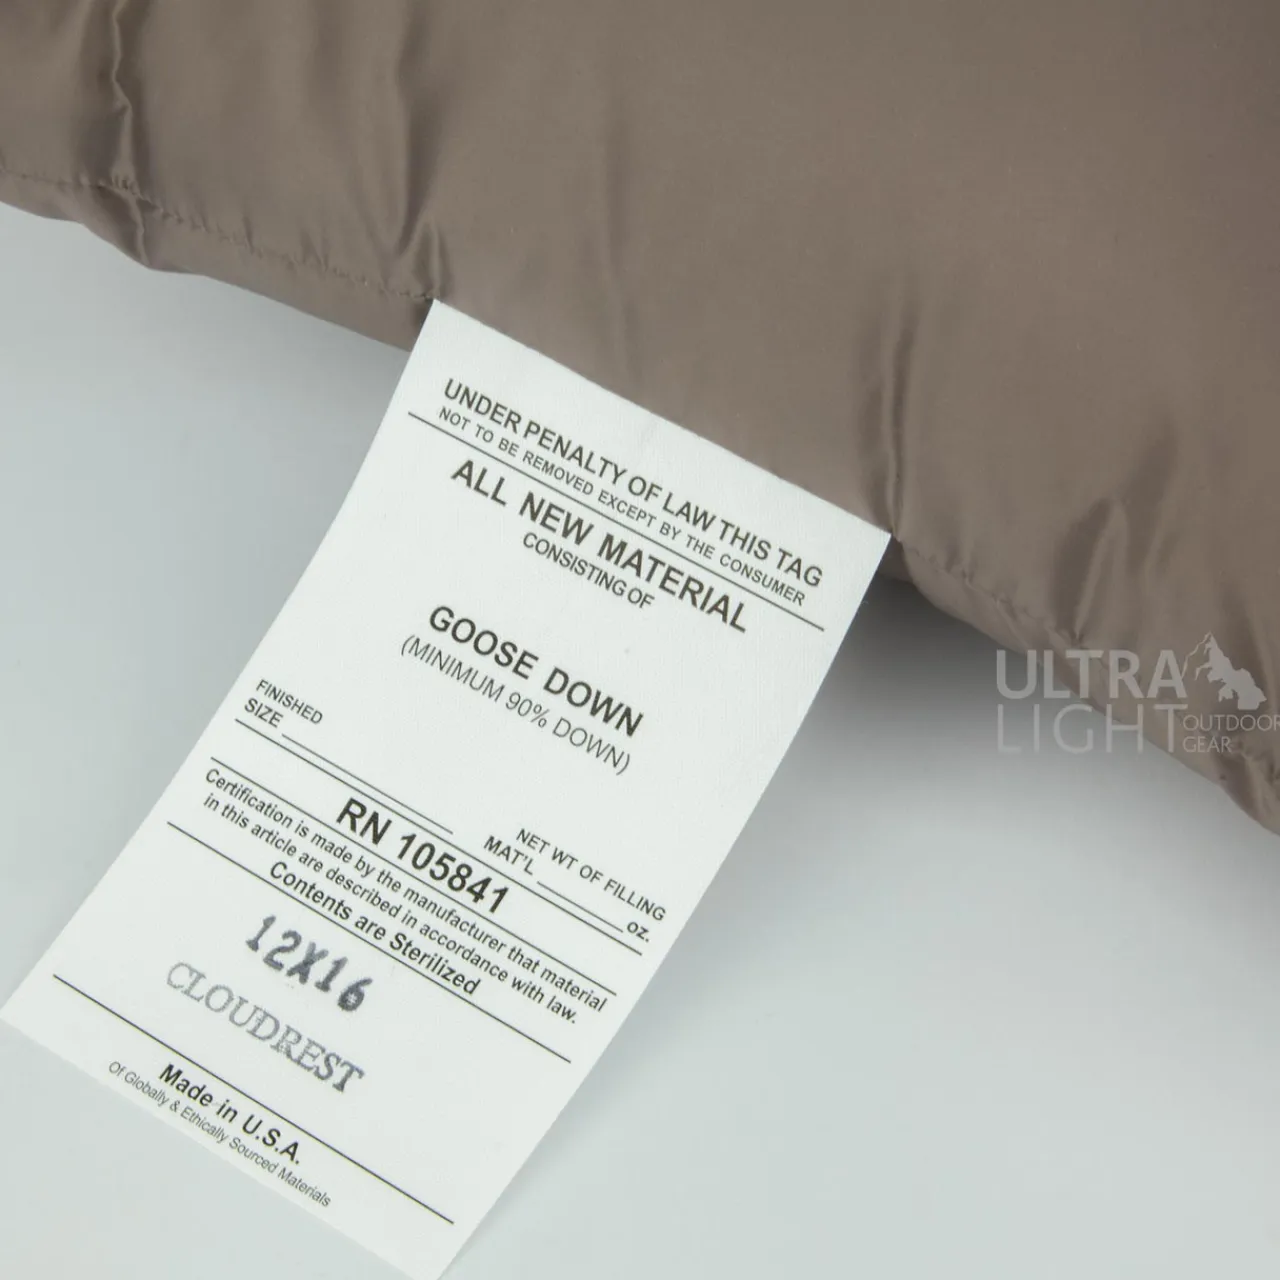 UNDER PENALTY OF LAW THIS TAG
NOT TO BE REMOVED EXCEPT BY THE CONSUMER
ALL NEW MATERIAL
CONSISTING OF
GOOSE DOWN
(MINIMUM 90% DOWN)
FINISHED
SIZE
NET WT OF FILLING
MAT'L
oz.
RN 105841
Certification is made by the manufacturer that material
in this article are described in accordance with law.
Contents are Sterilized
12X16
CLOUDREST
Made in U.S.A.
Of Globally & Ethically Sourced Materials
ULTRA
LIGHT
OUTDOOR
GEAR